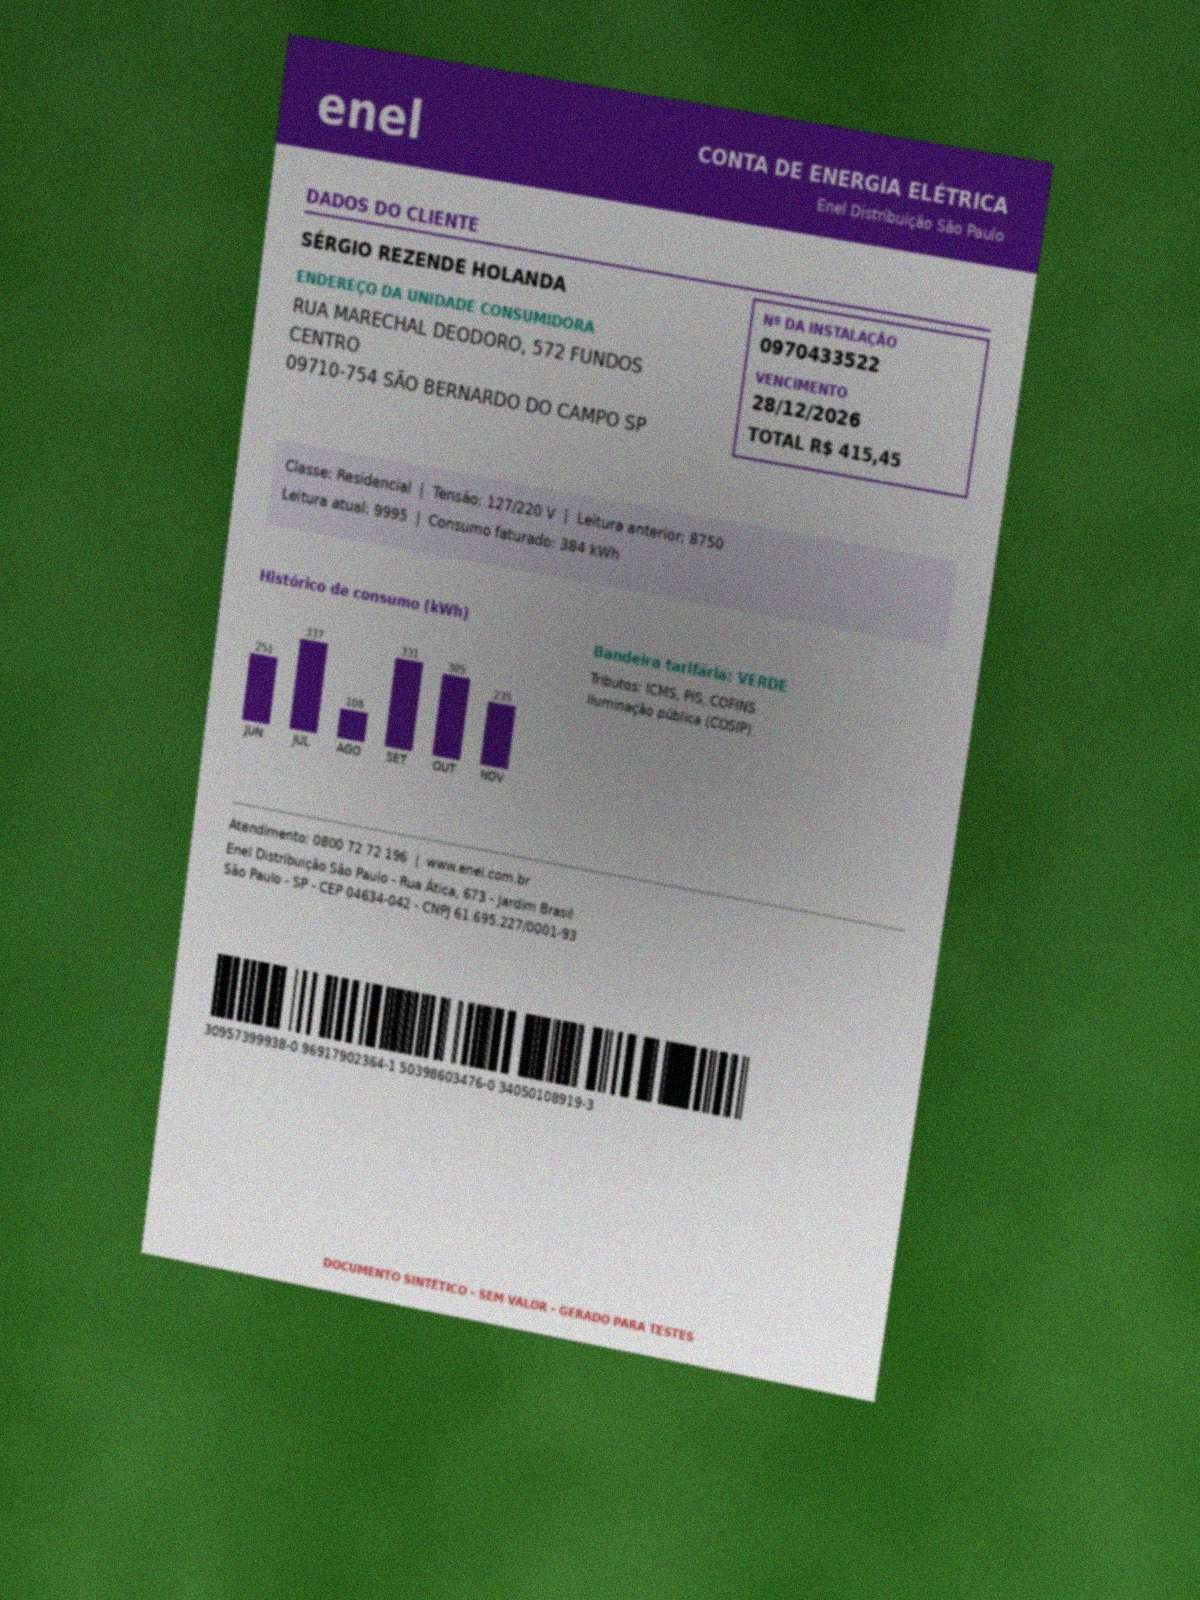 enel
CONTA DE ENERGIA ELÉTRICA
Enel Distribuição São Paulo
DADOS DO CLIENTE
SÉRGIO REZENDE HOLANDA
ENDEREÇO DA UNIDADE CONSUMIDORA
RUA MARECHAL DEODORO, 572 FUNDOS
CENTRO
09710-754 SÃO BERNARDO DO CAMPO SP
Nº DA INSTALAÇÃO
0970433522
VENCIMENTO
28/12/2026
TOTAL R$ 415,45
Classe: Residencial | Tensão: 127/220 V | Leitura anterior: 8750
Leitura atual: 9995 | Consumo faturado: 384 kWh
Histórico de consumo (kWh)
251 337 108 331 305 235
JUN JUL AGO SET OUT NOV
Bandeira tarifária: VERDE
Tributos: ICMS, PIS, COFINS
Iluminação pública (COSIP)
Atendimento: 0800 72 72 196 | www.enel.com.br
Enel Distribuição São Paulo - Rua Ática, 673 - Jardim Brasil
São Paulo - SP - CEP 04634-042 - CNPJ 61.695.227/0001-93
30957399938-0 96917902364-1 50398603476-0 34050108919-3
DOCUMENTO SINTÉTICO - SEM VALOR - GERADO PARA TESTES